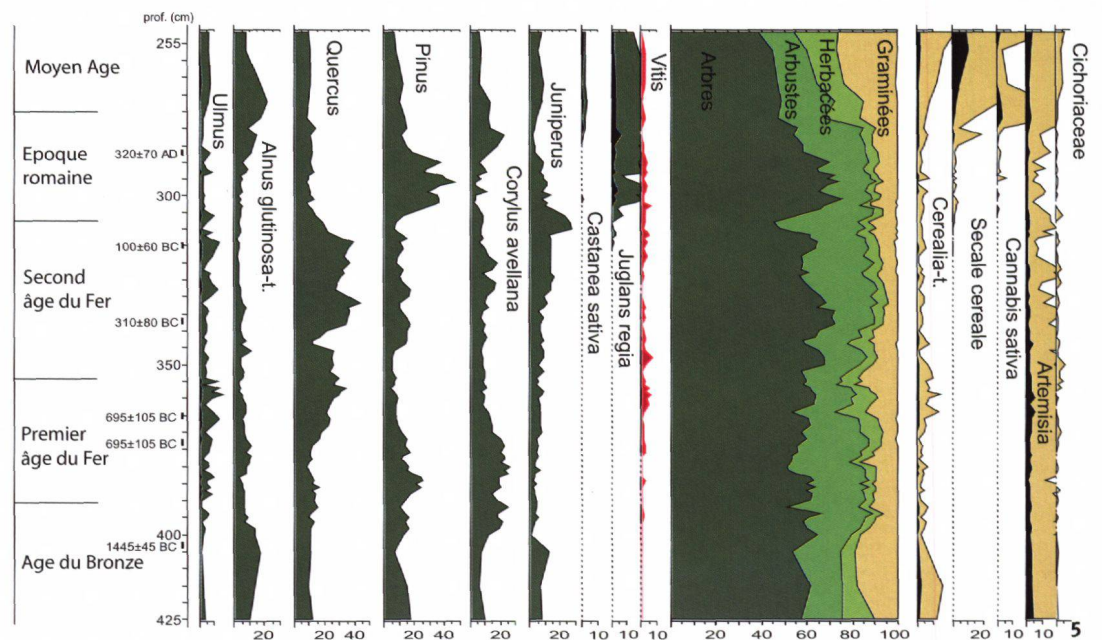 prof. (cm)
255
Moyen Age
Epoque
romaine
320±70 AD
300
100±60 BC
Second
âge du Fer
310±80 BC
350
695±105 BC
Premier
âge du Fer
695±105 BC
400
1445±45 BC
Age du Bronze
425
Ulmus
Alnus glutinosa-t.
Quercus
Pinus
Corylus avellana
Juniperus
Castanea sativa
Juglans regia
Vitis
Arbres
Arbustes
Herbacées
Graminées
Cerealia-t.
Secale cereale
Cannabis sativa
Artemisia
Cichoriaceae
20
20 40
20 40
20
20
10
10
10
20 40 60 80 100
20
20
10
20
5